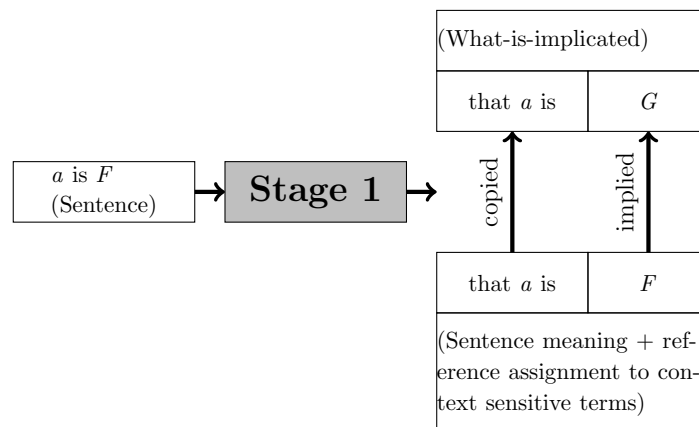 (What-is-implicated)
that a is
G
a is F
(Sentence)
Stage 1
copied
implied
that a is
F
(Sentence meaning + ref-
erence assignment to con-
text sensitive terms)